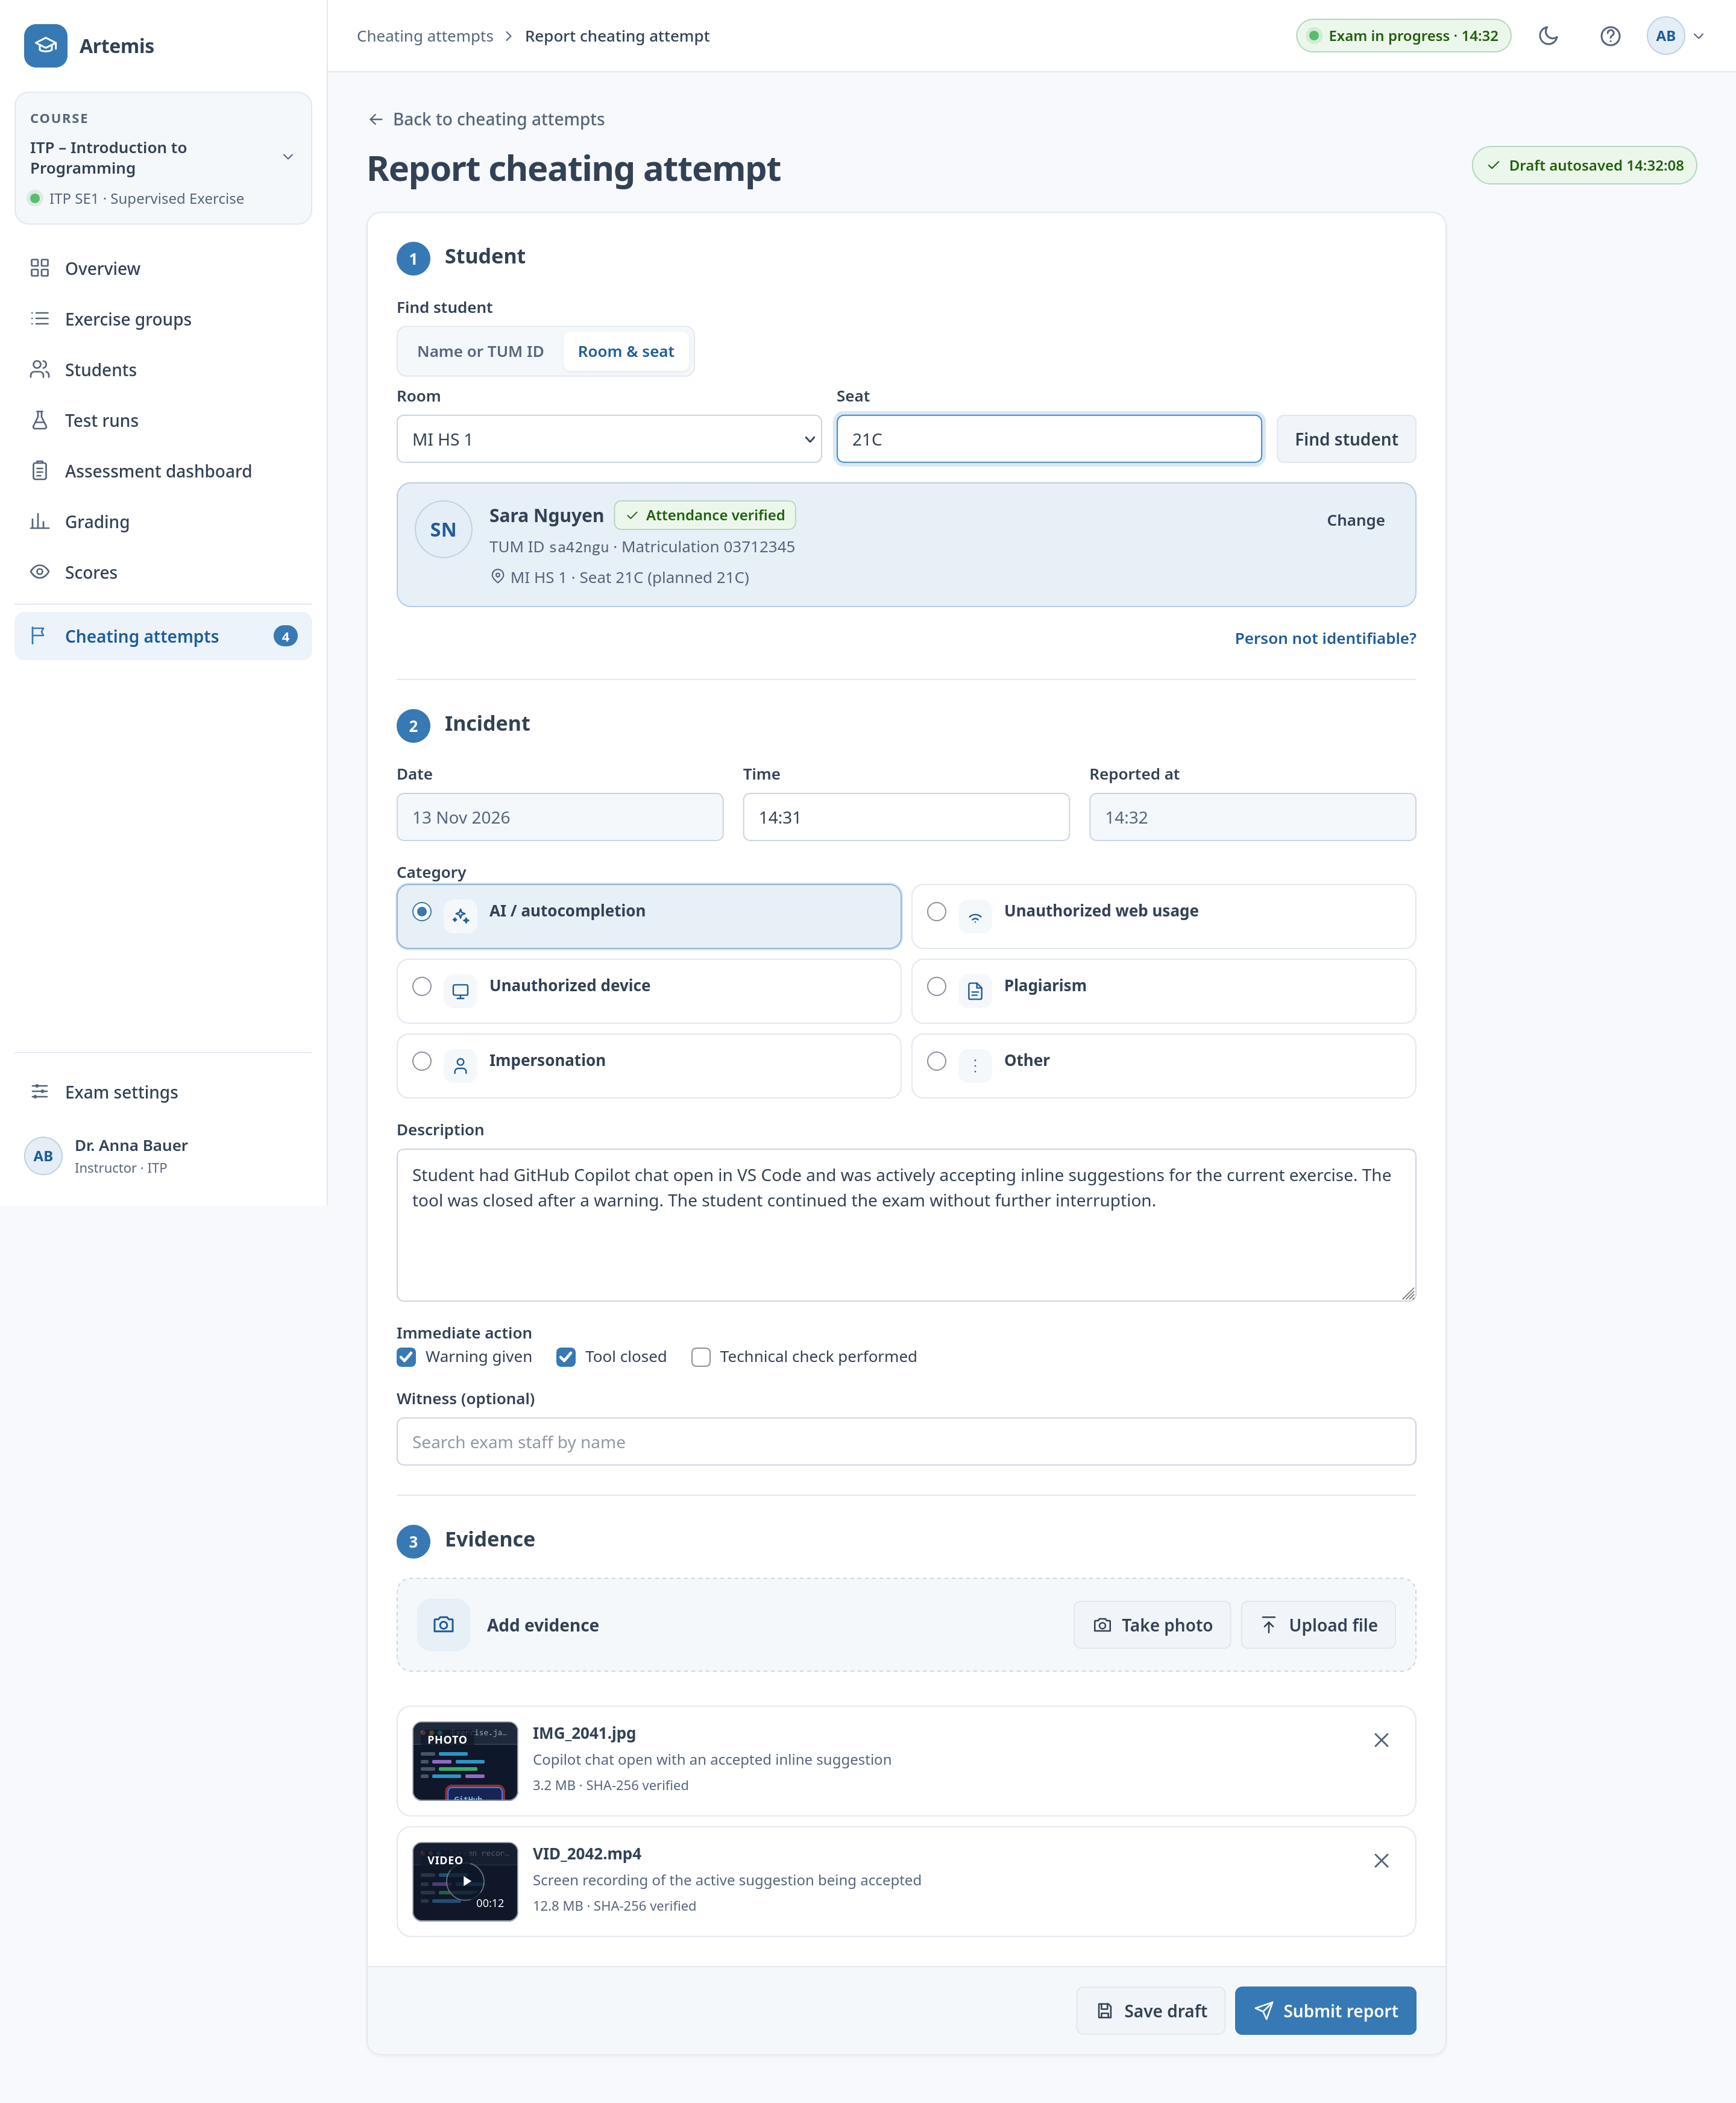 Artemis
COURSE
ITP – Introduction to
Programming
ITP SE1 · Supervised Exercise
Overview
Exercise groups
Students
Test runs
Assessment dashboard
Grading
Scores
Cheating attempts 4
Exam settings
AB
Dr. Anna Bauer
Instructor · ITP
Cheating attempts > Report cheating attempt
Exam in progress · 14:32
AB
Back to cheating attempts
Report cheating attempt
Draft autosaved 14:32:08
1 Student
Find student
Name or TUM ID
Room & seat
Room
Seat
MI HS 1
21C
Find student
SN
Sara Nguyen
Attendance verified
Change
TUM ID sa42ngu · Matriculation 03712345
MI HS 1 · Seat 21C (planned 21C)
Person not identifiable?
2 Incident
Date
Time
Reported at
13 Nov 2026
14:31
14:32
Category
AI / autocompletion
Unauthorized web usage
Unauthorized device
Plagiarism
Impersonation
Other
Description
Student had GitHub Copilot chat open in VS Code and was actively accepting inline suggestions for the current exercise. The
tool was closed after a warning. The student continued the exam without further interruption.
Immediate action
Warning given
Tool closed
Technical check performed
Witness (optional)
Search exam staff by name
3 Evidence
Add evidence
Take photo
Upload file
PHOTO
GitHub
IMG_2041.jpg
Copilot chat open with an accepted inline suggestion
3.2 MB · SHA-256 verified
VIDEO
00:12
VID_2042.mp4
Screen recording of the active suggestion being accepted
12.8 MB · SHA-256 verified
Save draft
Submit report